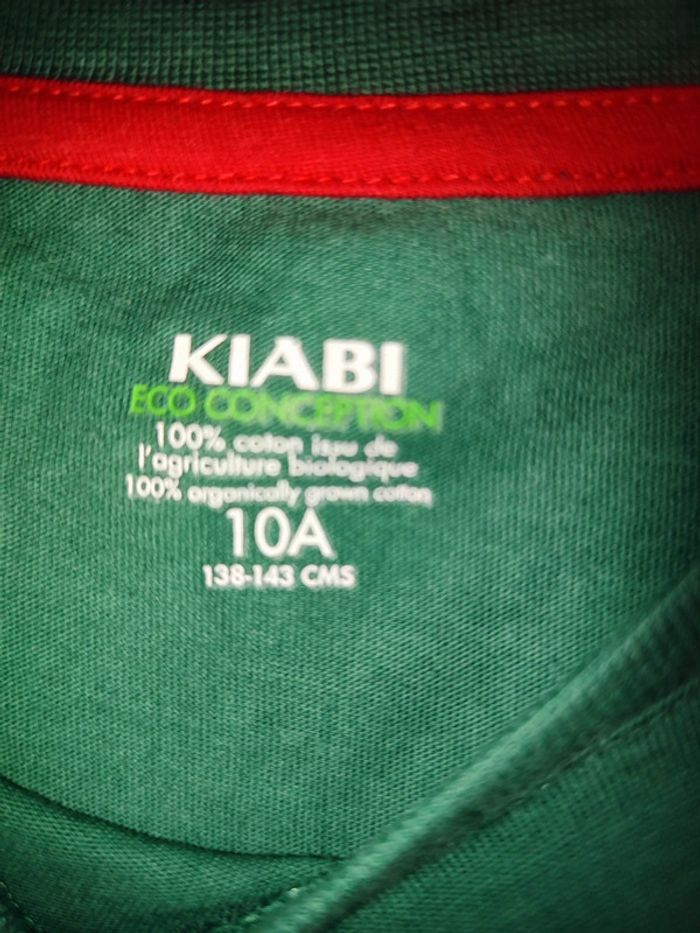 KIABI
ECO CONCEPTION
100% coton issu de
l'agriculture biologique
100% organically grown cotton
10A
138-143 CMS